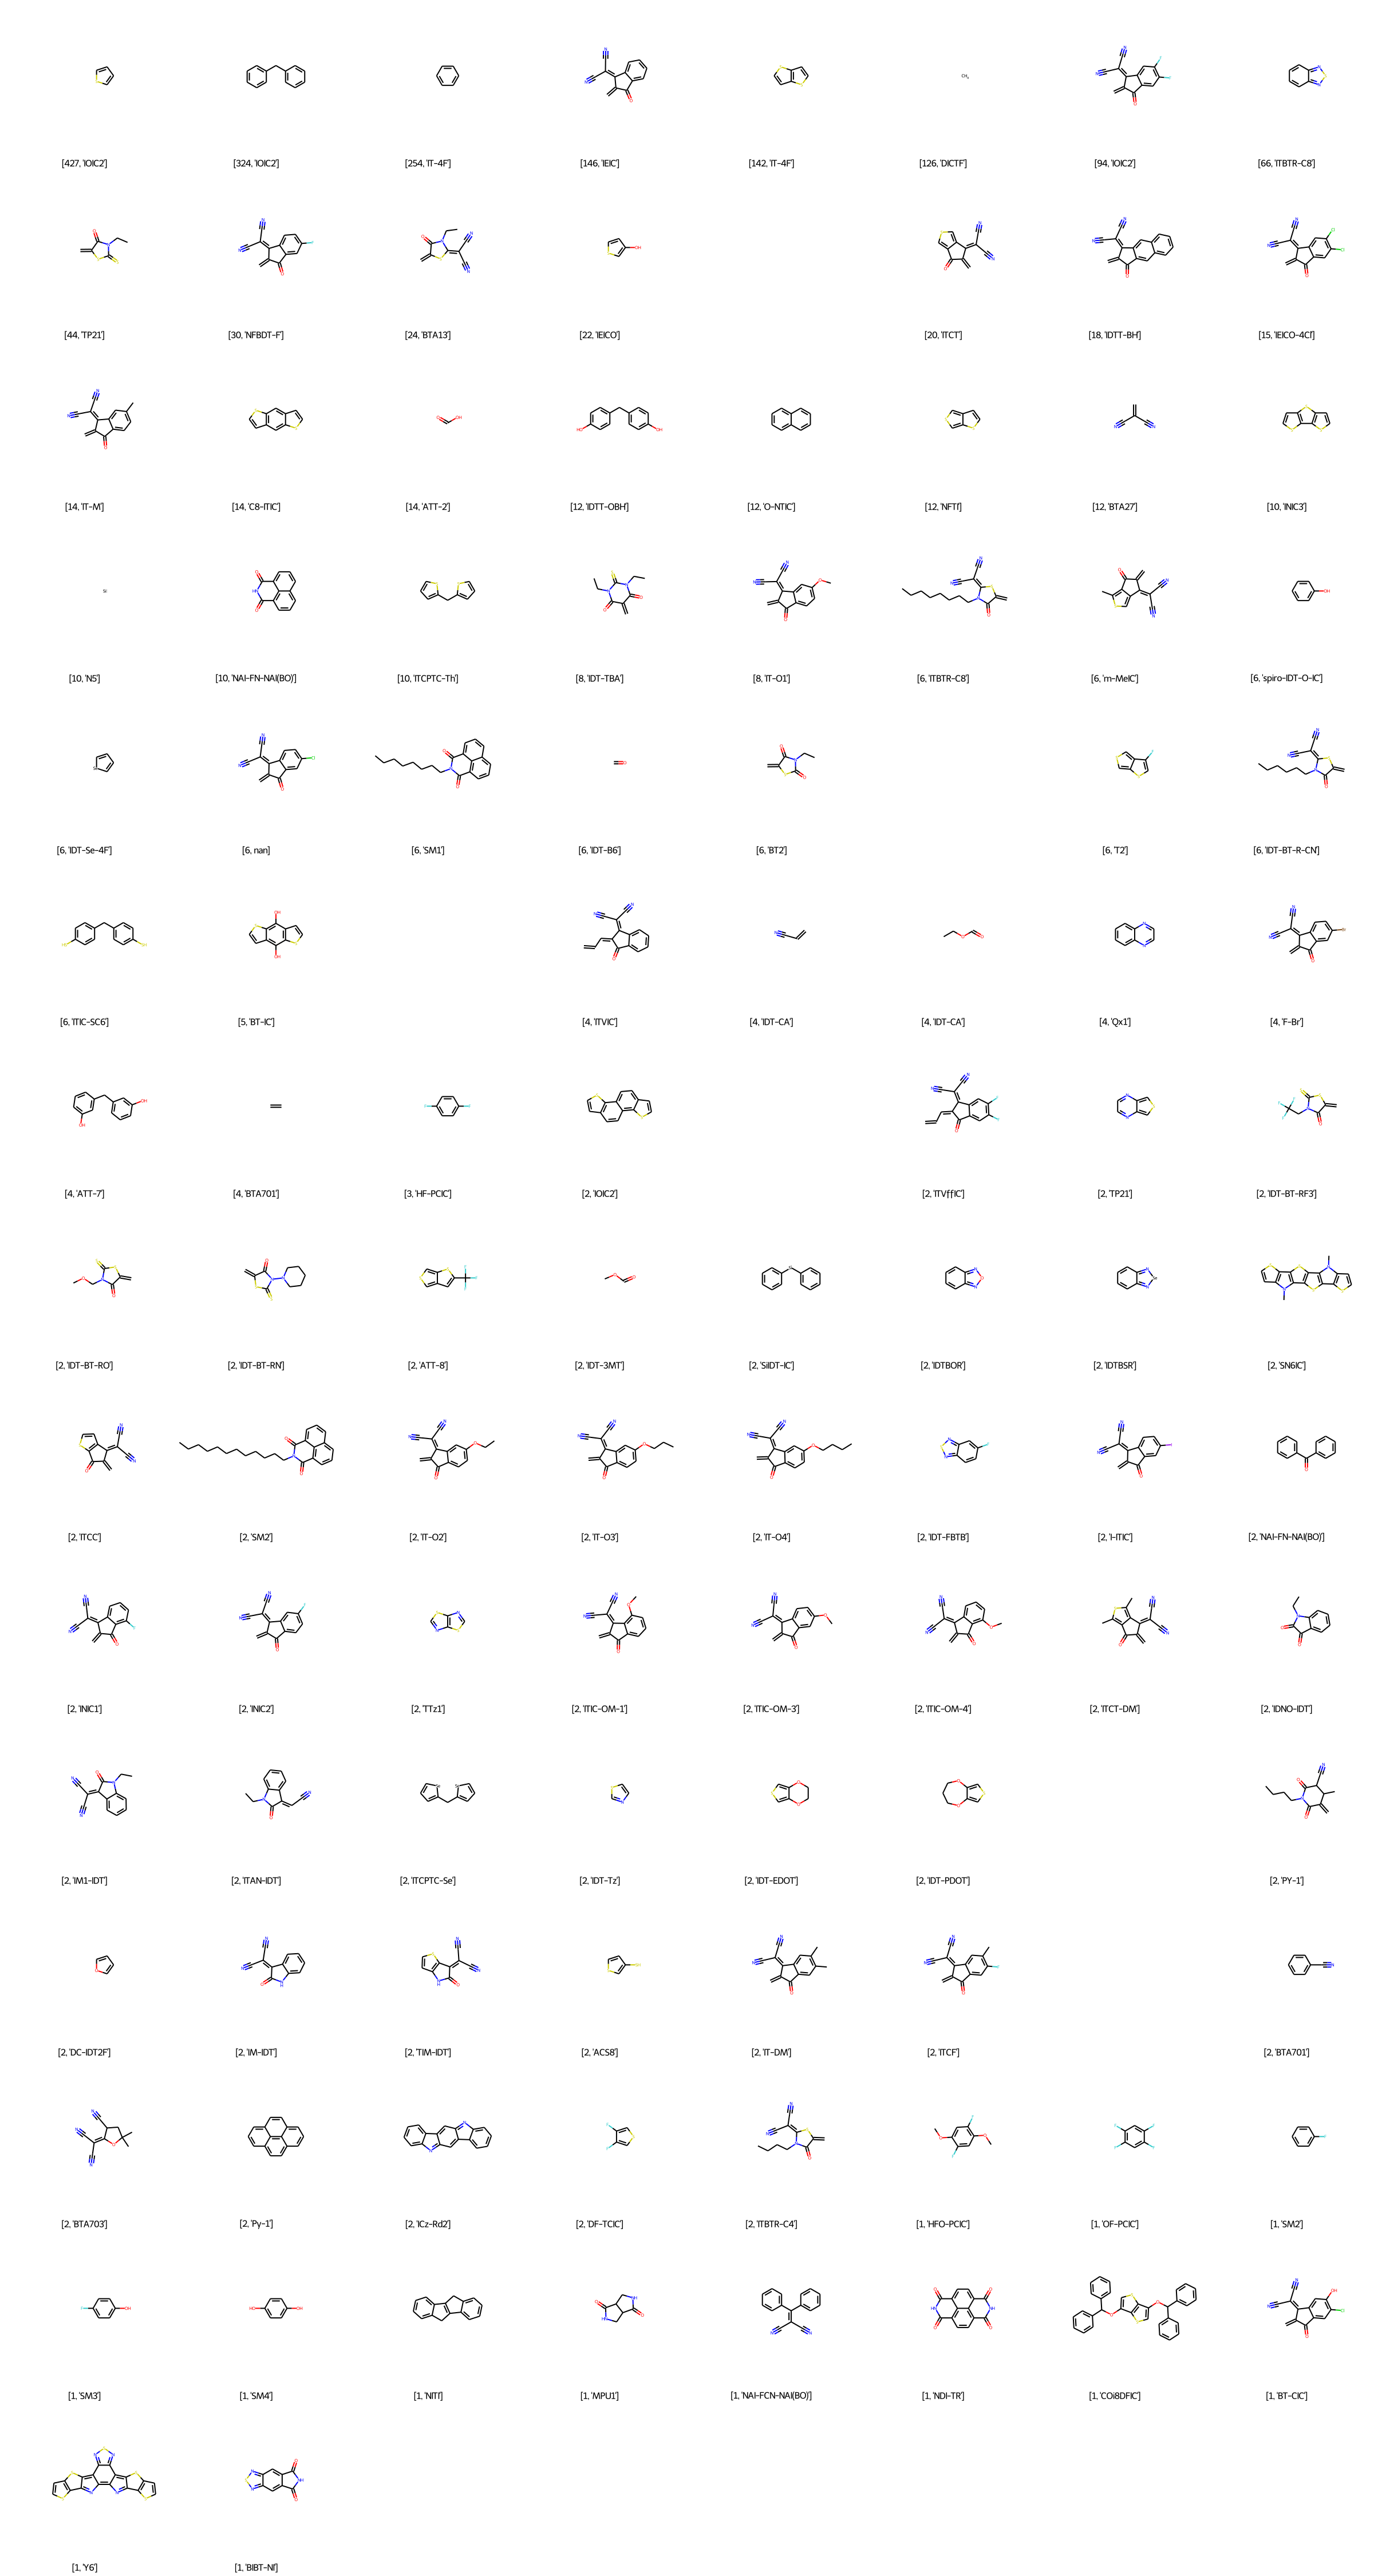 [427, 'IOIC2'] [324, 'IOIC2'] [254, 'IT-4F'] [146, 'IEIC'] [142, 'IT-4F'] [126, 'DICTF'] [94, 'IOIC2'] [66, 'ITBTR-C8']
[44, 'TP21'] [30, 'NFBDT-F'] [24, 'BTA13'] [22, 'IEICO'] [20, 'ITCT'] [18, 'IDTT-BH'] [15, 'IEICO-4Cl']
[14, 'IT-M'] [14, 'C8-ITIC'] [14, 'ATT-2'] [12, 'IDTT-OBH'] [12, 'O-NTIC'] [12, 'NFTI'] [12, 'BTA27'] [10, 'INIC3']
[10, 'N5'] [10, 'NAI-FN-NAI(BO)'] [10, 'ITCPTC-Th'] [8, 'IDT-TBA'] [8, 'IT-O1'] [6, 'ITBTR-C8'] [6, 'm-MeIC'] [6, 'spiro-IDT-O-IC']
[6, 'IDT-Se-4F'] [6, nan] [6, 'SM1'] [6, 'IDT-B6'] [6, 'BT2'] [6, 'T2'] [6, 'IDT-BT-R-CN']
[6, 'ITIC-SC6'] [5, 'BT-IC'] [4, 'ITVIC'] [4, 'IDT-CA'] [4, 'IDT-CA'] [4, 'Qx1'] [4, 'F-Br']
[4, 'ATT-7'] [4, 'BTA701'] [3, 'HF-PCIC'] [2, 'IOIC2'] [2, 'ITVffIC'] [2, 'TP21'] [2, 'IDT-BT-RF3']
[2, 'IDT-BT-RO'] [2, 'IDT-BT-RN'] [2, 'ATT-8'] [2, 'IDT-3MT'] [2, 'SiIDT-IC'] [2, 'IDTBOR'] [2, 'IDTBSR'] [2, 'SN6IC']
[2, 'ITCC'] [2, 'SM2'] [2, 'IT-O2'] [2, 'IT-O3'] [2, 'IT-O4'] [2, 'IDT-FBTB'] [2, 'I-ITIC'] [2, 'NAI-FN-NAI(BO)']
[2, 'INIC1'] [2, 'INIC2'] [2, 'TTz1'] [2, 'ITIC-OM-1'] [2, 'ITIC-OM-3'] [2, 'ITIC-OM-4'] [2, 'ITCT-DM'] [2, 'IDNO-IDT']
[2, 'IM1-IDT'] [2, 'ITAN-IDT'] [2, 'ITCPTC-Se'] [2, 'IDT-Tz'] [2, 'IDT-EDOT'] [2, 'IDT-PDOT'] [2, 'PY-1']
[2, 'DC-IDT2F'] [2, 'IM-IDT'] [2, 'TIM-IDT'] [2, 'ACS8'] [2, 'IT-DM'] [2, 'ITCF'] [2, 'BTA701']
[2, 'BTA703'] [2, 'Py-1'] [2, 'ICz-Rd2'] [2, 'DF-TCIC'] [2, 'ITBTR-C4'] [1, 'HFO-PCIC'] [1, 'OF-PCIC'] [1, 'SM2']
[1, 'SM3'] [1, 'SM4'] [1, 'NITI'] [1, 'MPU1'] [1, 'NAI-FCN-NAI(BO)'] [1, 'NDI-TR'] [1, 'COi8DFIC'] [1, 'BT-CIC']
[1, 'Y6'] [1, 'BIBT-NI']